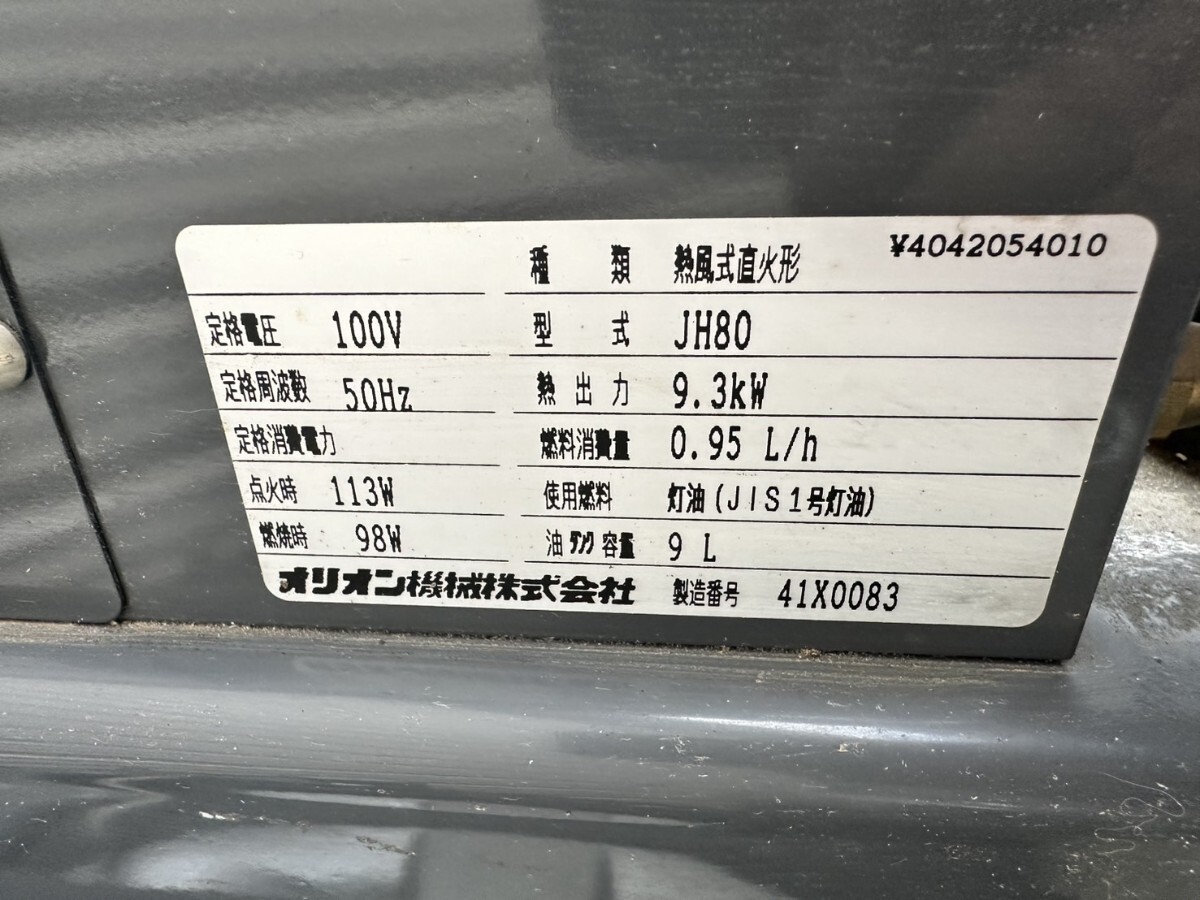 種類 熱風式直火形 ¥4042054010
定格電圧 100V 型式 JH80
定格周波数 50Hz 熱出力 9.3kW
定格消費電力 燃料消費量 0.95 L/h
点火時 113W 使用燃料 灯油(JIS1号灯油)
燃焼時 98W 油タンク容量 9 L
オリオン機械株式会社 製造番号 41X0083